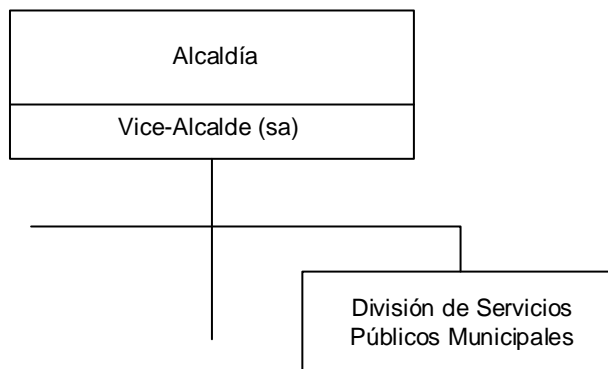 Alcaldía
Vice-Alcalde (sa)
División de Servicios
Públicos Municipales